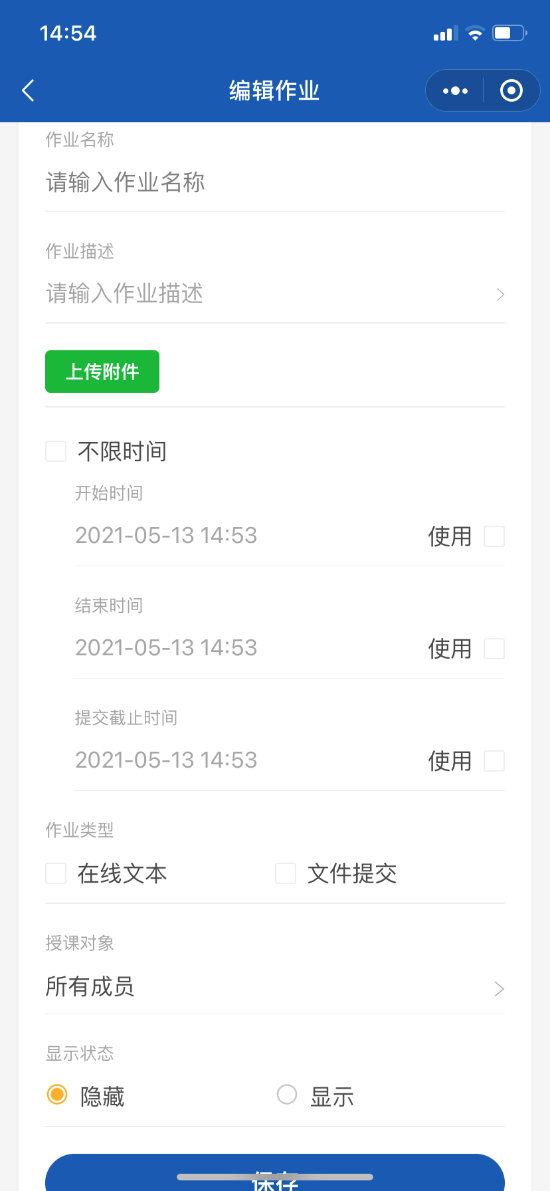 14:54
编辑作业
作业名称
请输入作业名称
作业描述
请输入作业描述
上传附件
不限时间
开始时间
2021-05-13 14:53 使用
结束时间
2021-05-13 14:53 使用
提交截止时间
2021-05-13 14:53 使用
作业类型
在线文本 文件提交
授课对象
所有成员
显示状态
隐藏 显示
保存